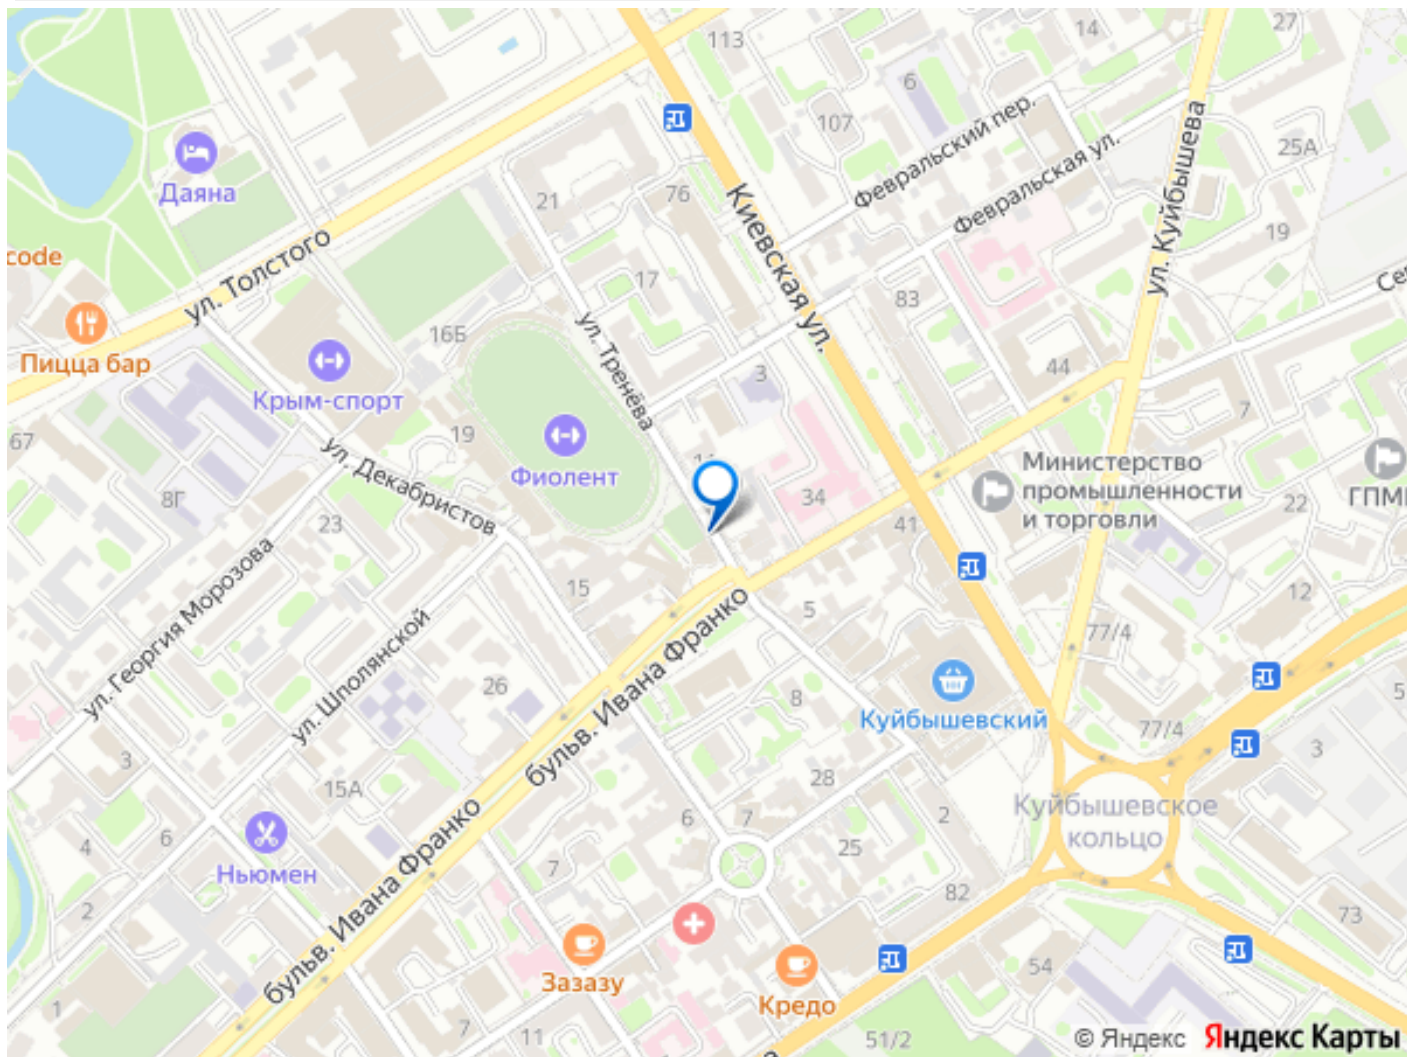 113
14
27
6
107
Февральский пер.
ул. Куйбышева
25А
Февральская ул.
Даяна
21
76
Киевская ул.
19
code
ул. Толстого
17
83
Сег
16Б
ул. Тренёва
Пицца бар
Крым-спорт
3
44
7
67
19
Фиолент
ул. Декабристов
8Г
23
34
41
Министерство
промышленности
и торговли
22
ГПМ
15
5
12
ул. Георгия Морозова
ул. Шполянской
бульв. Ивана Франко
77/4
26
8
Куйбышевский
77/4
5
3
3
15А
28
6
7
2
Куйбышевское
кольцо
4
6
Ньюмен
бульв. Ивана Франко
7
25
82
2
73
Зазазу
Кредо
54
1
7
11
51/2
© Яндекс Яндекс Карты